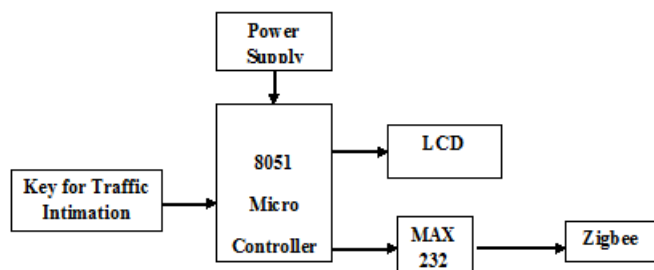 Power
Supply
8051
Micro
Controller
LCD
Key for Traffic
Intimation
MAX
232
Zigbee